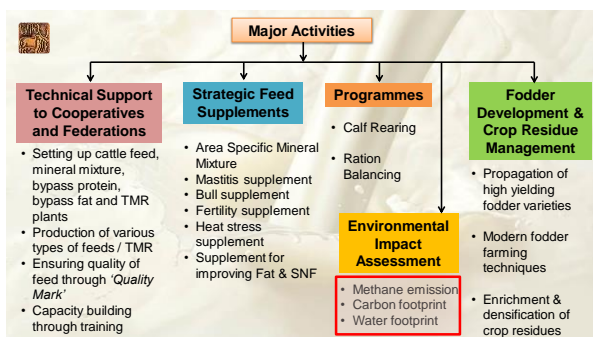 Major Activities
Technical Support
to Cooperatives
and Federations
• Setting up cattle feed,
mineral mixture,
bypass protein,
bypass fat and TMR
plants
• Production of various
types of feeds / TMR
• Ensuring quality of
feed through ‘Quality
Mark’
• Capacity building
through training
Strategic Feed
Supplements
• Area Specific Mineral
Mixture
• Mastitis supplement
• Bull supplement
• Fertility supplement
• Heat stress
supplement
• Supplement for
improving Fat & SNF
Programmes
• Calf Rearing
• Ration
Balancing
Environmental
Impact
Assessment
• Methane emission
• Carbon footprint
• Water footprint
Fodder
Development &
Crop Residue
Management
• Propagation of
high yielding
fodder varieties
• Modern fodder
farming
techniques
• Enrichment &
densification of
crop residues